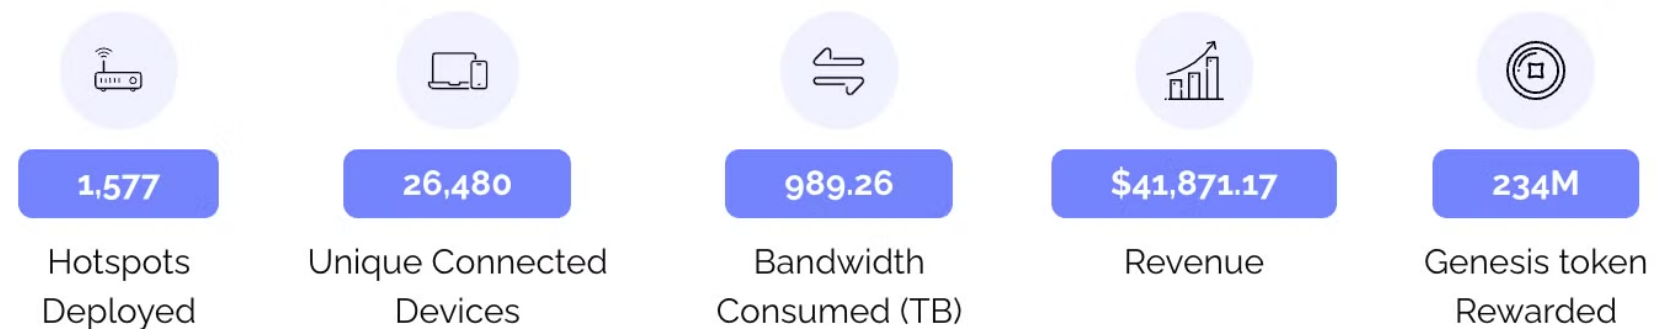 1,577
26,480
989.26
$41,871.17
234M
Hotspots
Deployed
Unique Connected
Devices
Bandwidth
Consumed (TB)
Revenue
Genesis token
Rewarded